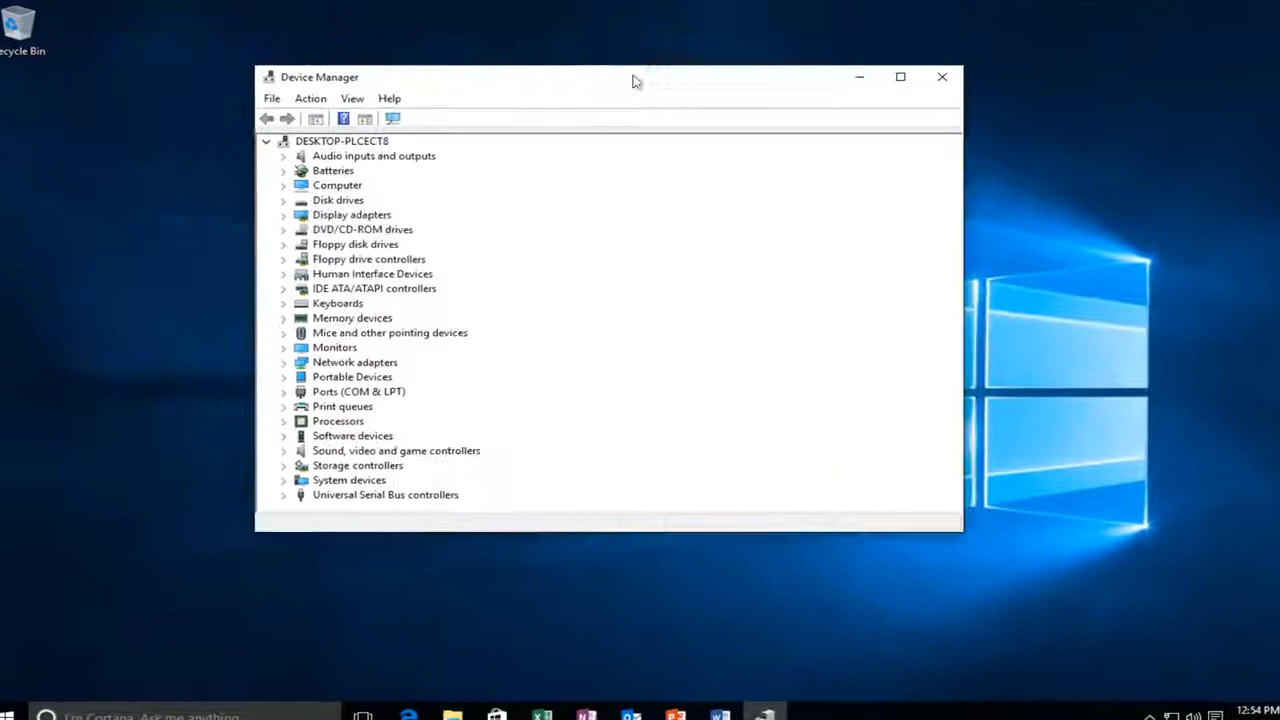 ecycle Bin
Device Manager
File Action View Help
DESKTOP-PLCECT8
Audio inputs and outputs
Batteries
Computer
Disk drives
Display adapters
DVD/CD-ROM drives
Floppy disk drives
Floppy drive controllers
Human Interface Devices
IDE ATA/ATAPI controllers
Keyboards
Memory devices
Mice and other pointing devices
Monitors
Network adapters
Portable Devices
Ports (COM & LPT)
Print queues
Processors
Software devices
Sound, video and game controllers
Storage controllers
System devices
Universal Serial Bus controllers
I'm Cortana. Ask me anything.
12:54 PM